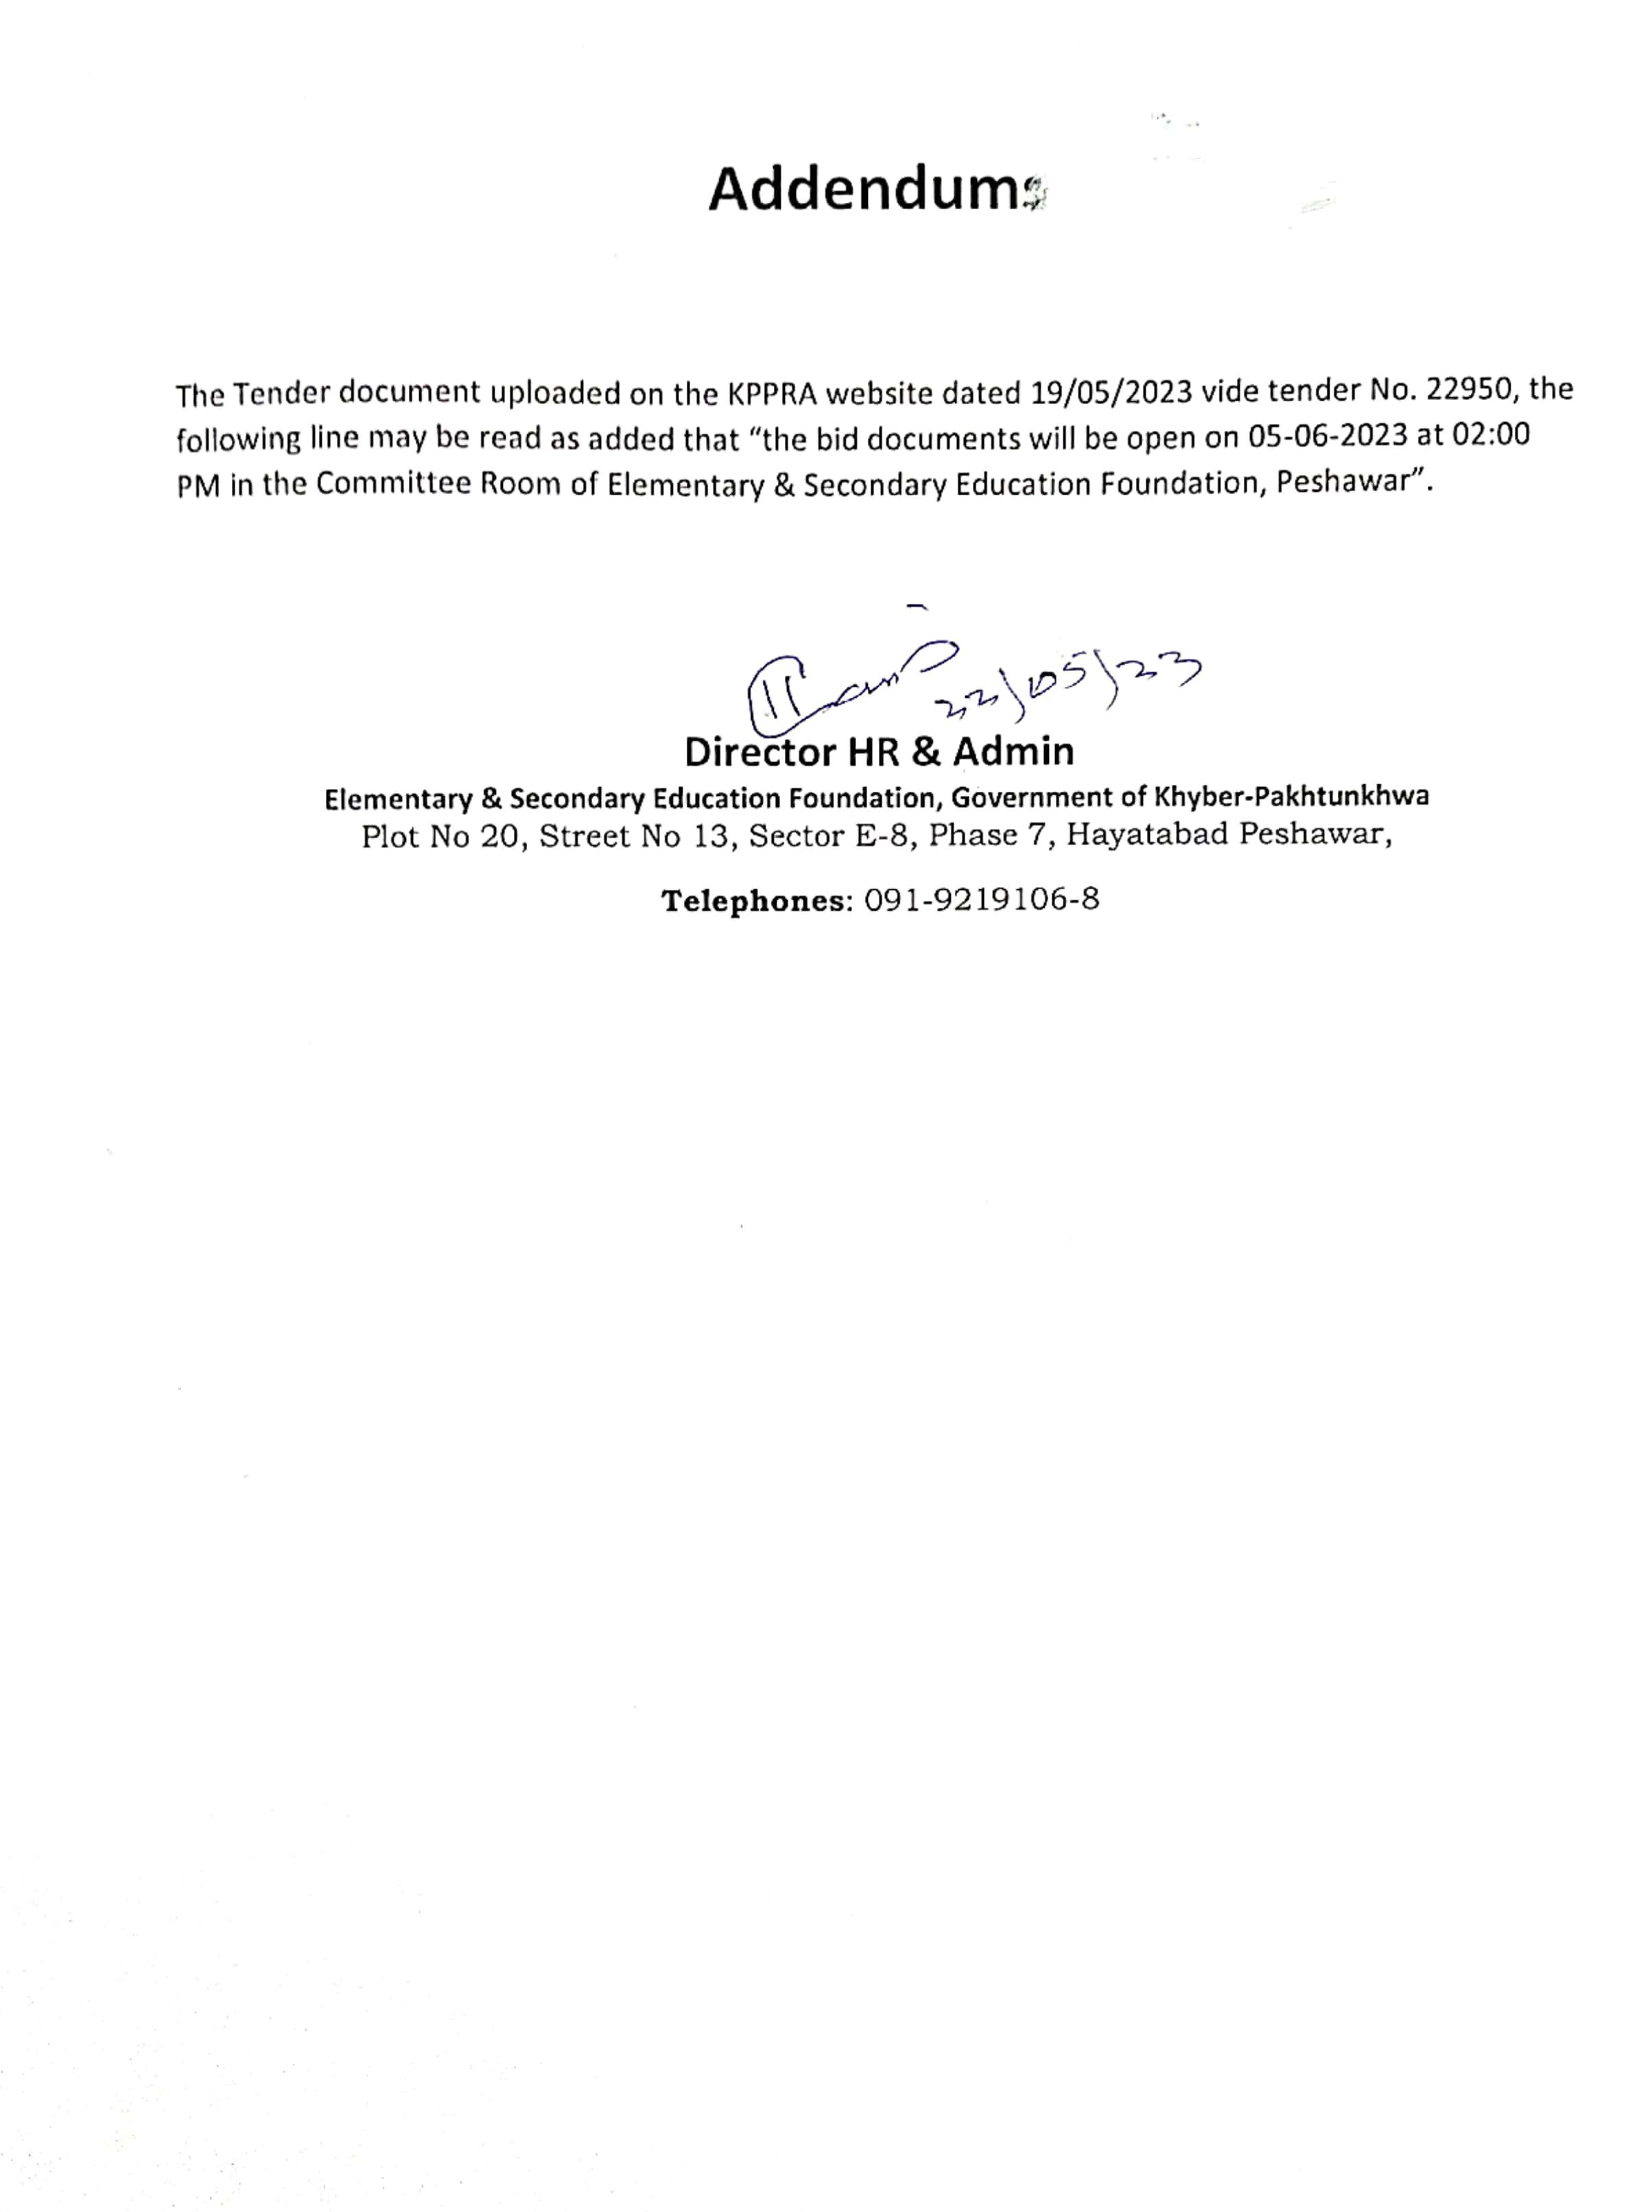 Addendum
The Tender document uploaded on the KPPRA website dated 19/05/2023 vide tender No. 22950, the
following line may be read as added that “the bid documents will be open on 05-06-2023 at 02:00
PM in the Committee Room of Elementary & Secondary Education Foundation, Peshawar”.
22/05/23
Director HR & Admin
Elementary & Secondary Education Foundation, Government of Khyber-Pakhtunkhwa
Plot No 20, Street No 13, Sector E-8, Phase 7, Hayatabad Peshawar,
Telephones: 091-9219106-8